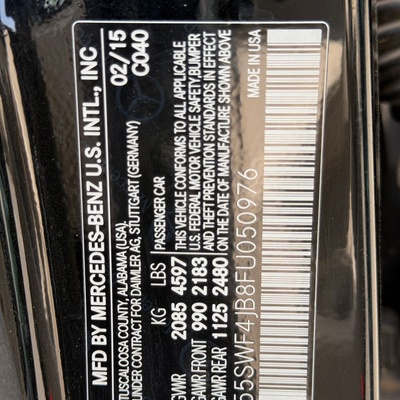 MFD BY MERCEDES-BENZ U.S. INTL., INC
TUSCALOOSA COUNTY, ALABAMA (USA),
UNDER CONTRACT FOR DAIMLER AG, STUTTGART (GERMANY)
02/15
C040
KG LBS PASSENGER CAR
GVWR 2085 4597
GAWR FRONT 990 2183
GAWR REAR 1125 2480
THIS VEHICLE CONFORMS TO ALL APPLICABLE
FEDERAL MOTOR VEHICLE SAFETY, BUMPER,
AND THEFT PREVENTION STANDARDS IN EFFECT
ON THE DATE OF MANUFACTURE SHOWN ABOVE.
MADE IN USA
55SWF4JB8FU050976